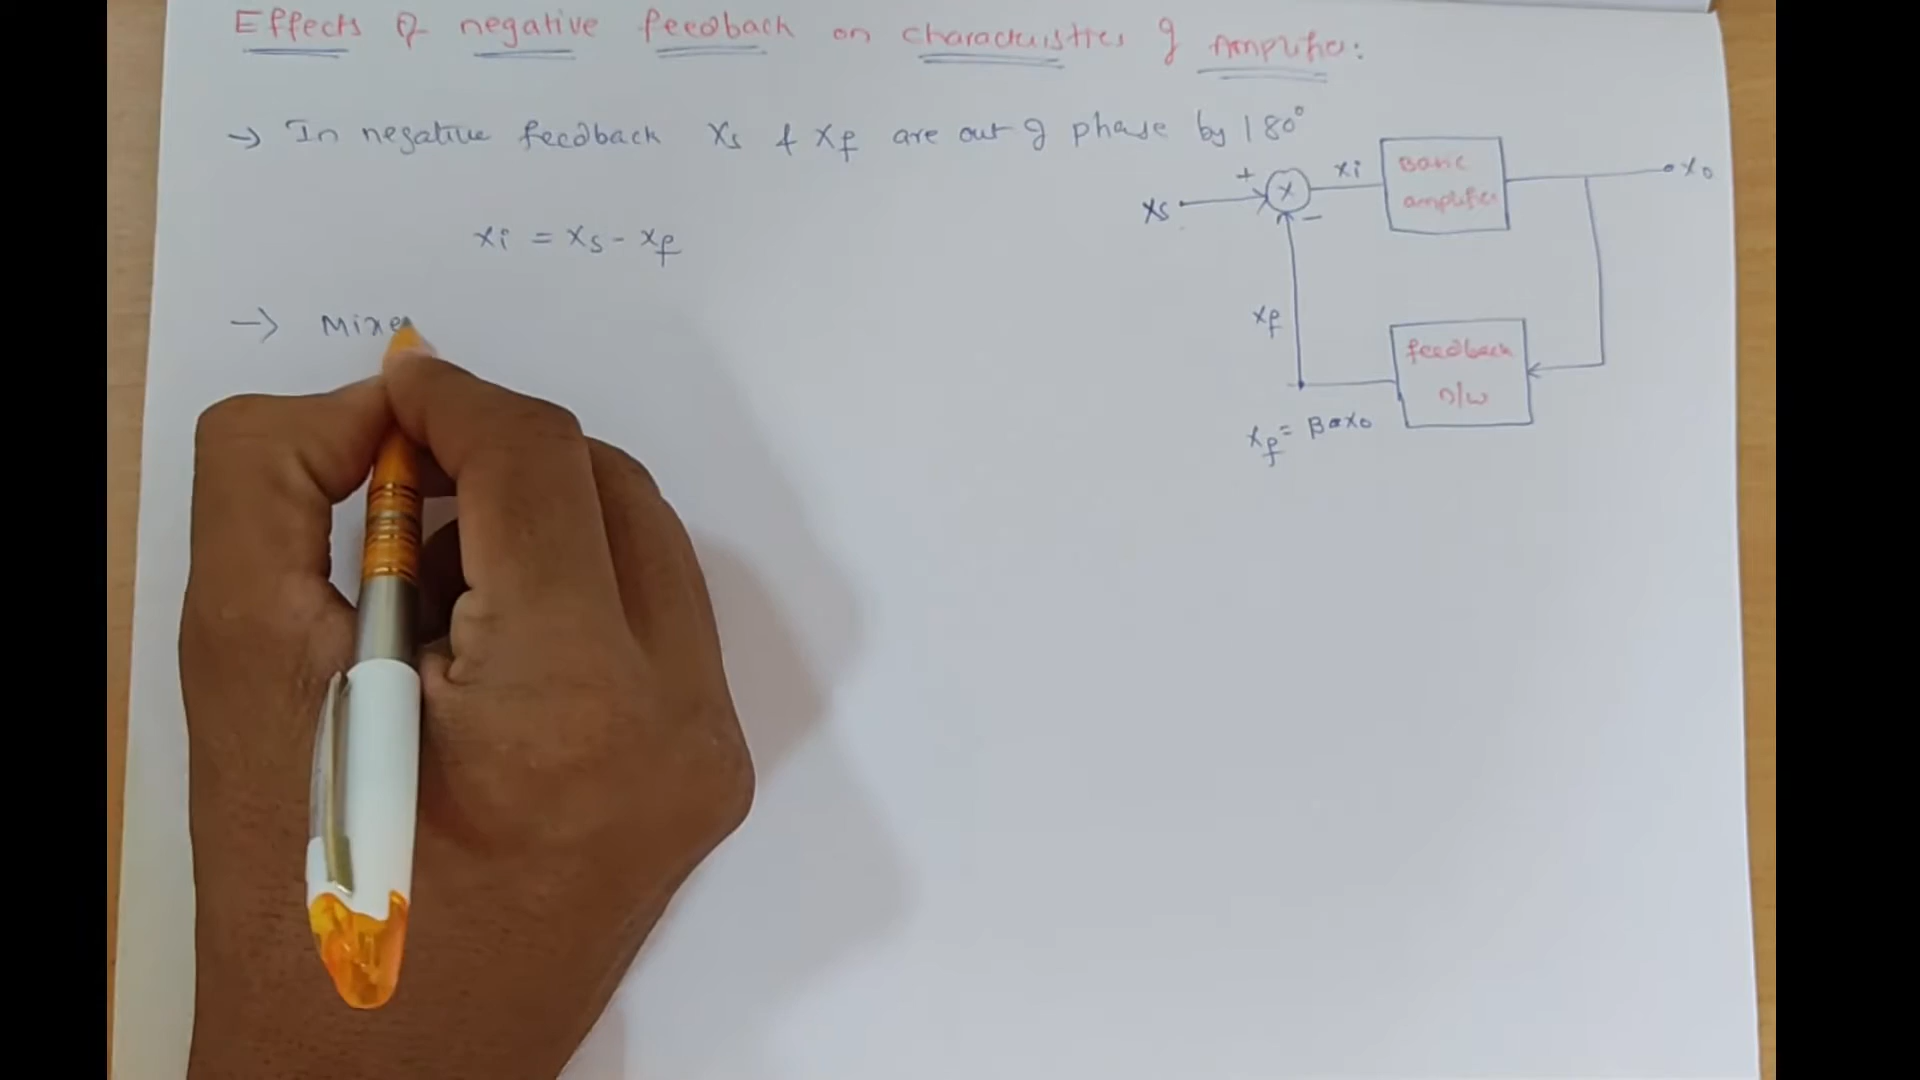 Effects of negative feedback on characteristics of Amplifier:
→ In negative feedback Xs & Xf are out of phase by 180°
Xi = Xs - Xf
→ Mixe
Xs
+
X
-
Xi
Basic
amplifier
Xo
Xf
feedback
n/w
Xf = β Xo